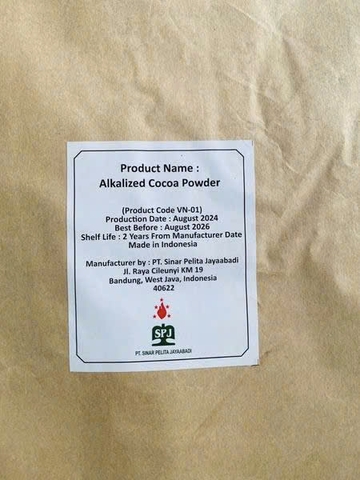 Product Name :
Alkalized Cocoa Powder
(Product Code VN-01)
Production Date : August 2024
Best Before : August 2026
Shelf Life : 2 Years From Manufacturer Date
Made in Indonesia
Manufacturer by : PT. Sinar Pelita Jayaabadi
Jl. Raya Cileunyi KM 19
Bandung, West Java, Indonesia
40622
SPJ
PT. SINAR PELITA JAYAABADI